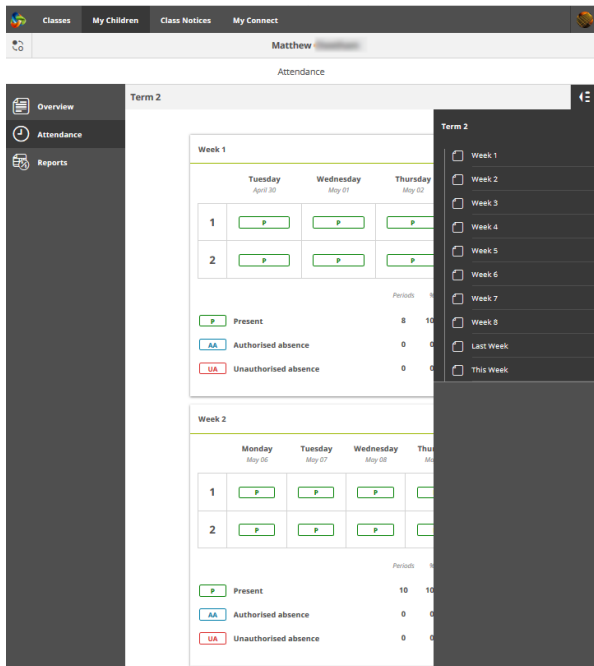 Classes My Children Class Notices My Connect
Matthew
Attendance
Overview
Attendance
Reports
Term 2
Week 1
Tuesday Wednesday Thursday
April 30 May 01 May 02
1 P P P
2 P P P
Periods %
P Present 8 10
AA Authorised absence 0 0
UA Unauthorised absence 0 0
Week 2
Monday Tuesday Wednesday Thu
May 06 May 07 May 08
1 P P P
2 P P P
Periods %
P Present 10 10
AA Authorised absence 0 0
UA Unauthorised absence 0 0
Term 2
Week 1
Week 2
Week 3
Week 4
Week 5
Week 6
Week 7
Week 8
Last Week
This Week